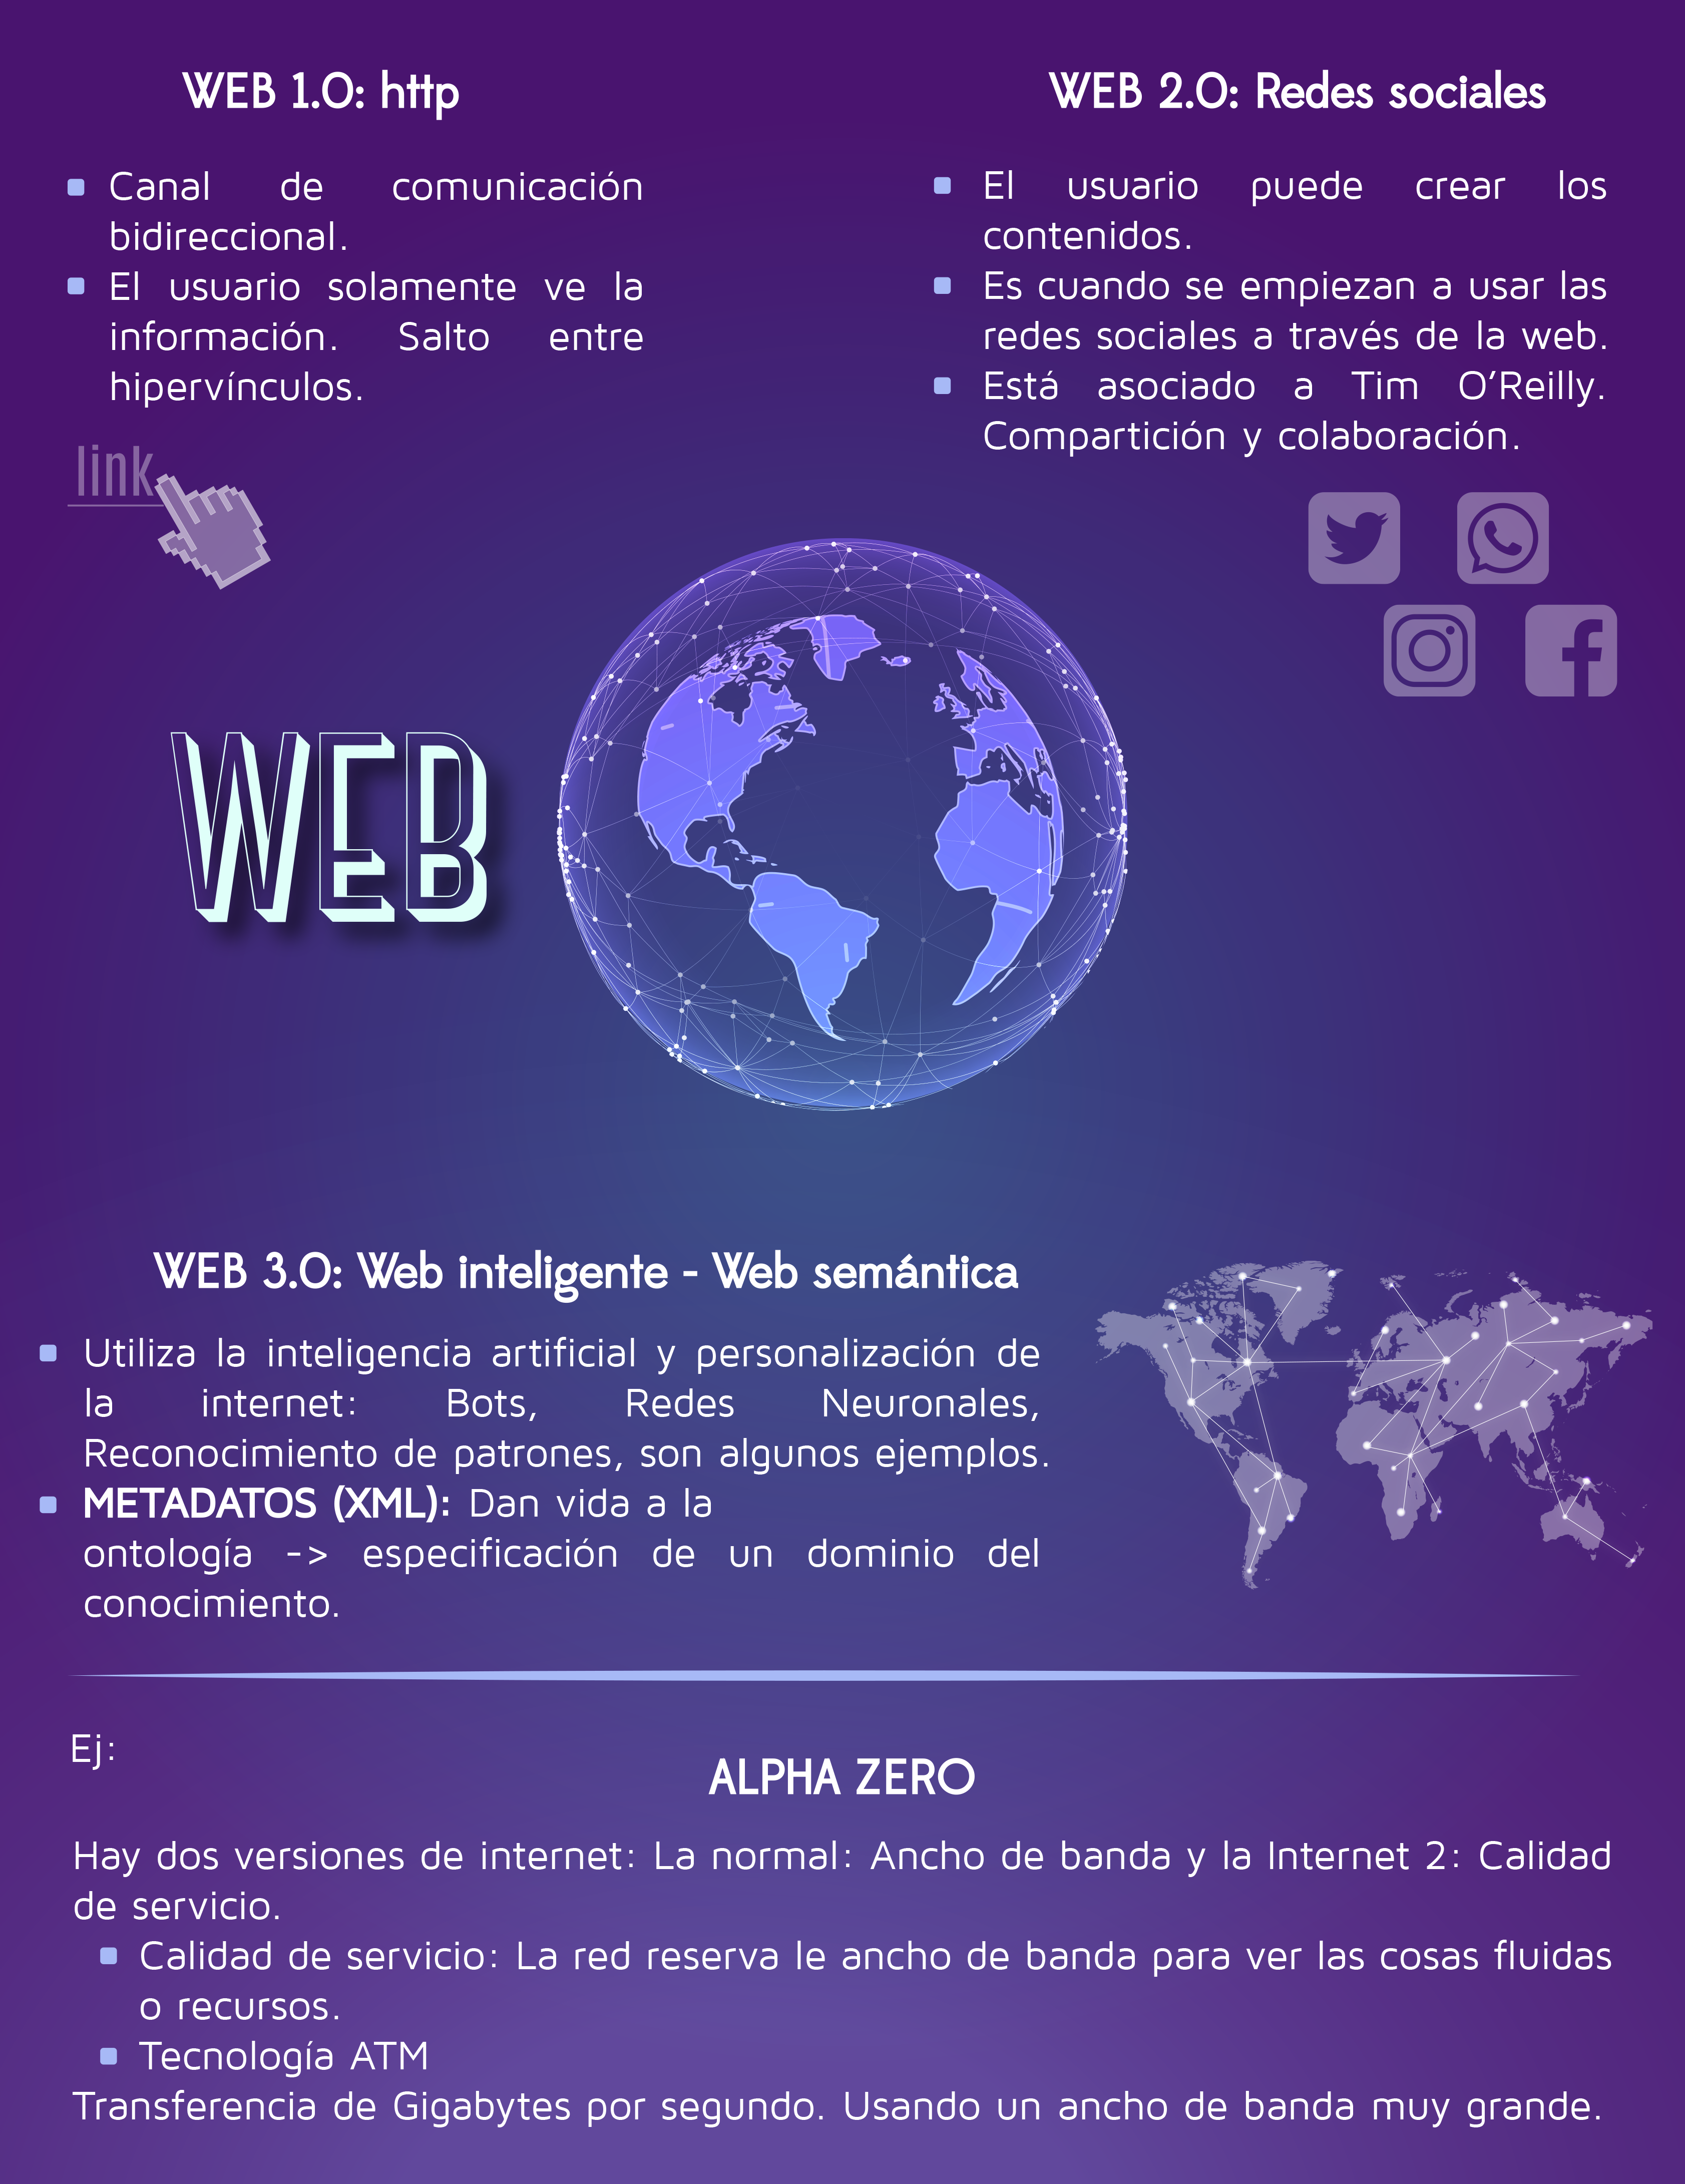 WEB 1.0: http
Canal de comunicación
bidireccional.
El usuario solamente ve la
información. Salto entre
hipervínculos.
link
WEB 2.0: Redes sociales
El usuario puede crear los
contenidos.
Es cuando se empiezan a usar las
redes sociales a través de la web.
Está asociado a Tim O'Reilly.
Compartición y colaboración.
WEB
WEB 3.0: Web inteligente - Web semántica
Utiliza la inteligencia artificial y personalización de
la internet: Bots, Redes Neuronales,
Reconocimiento de patrones, son algunos ejemplos.
METADATOS (XML): Dan vida a la
ontología -> especificación de un dominio del
conocimiento.
Ej:
ALPHA ZERO
Hay dos versiones de internet: La normal: Ancho de banda y la Internet 2: Calidad
de servicio.
Calidad de servicio: La red reserva le ancho de banda para ver las cosas fluidas
o recursos.
Tecnología ATM
Transferencia de Gigabytes por segundo. Usando un ancho de banda muy grande.